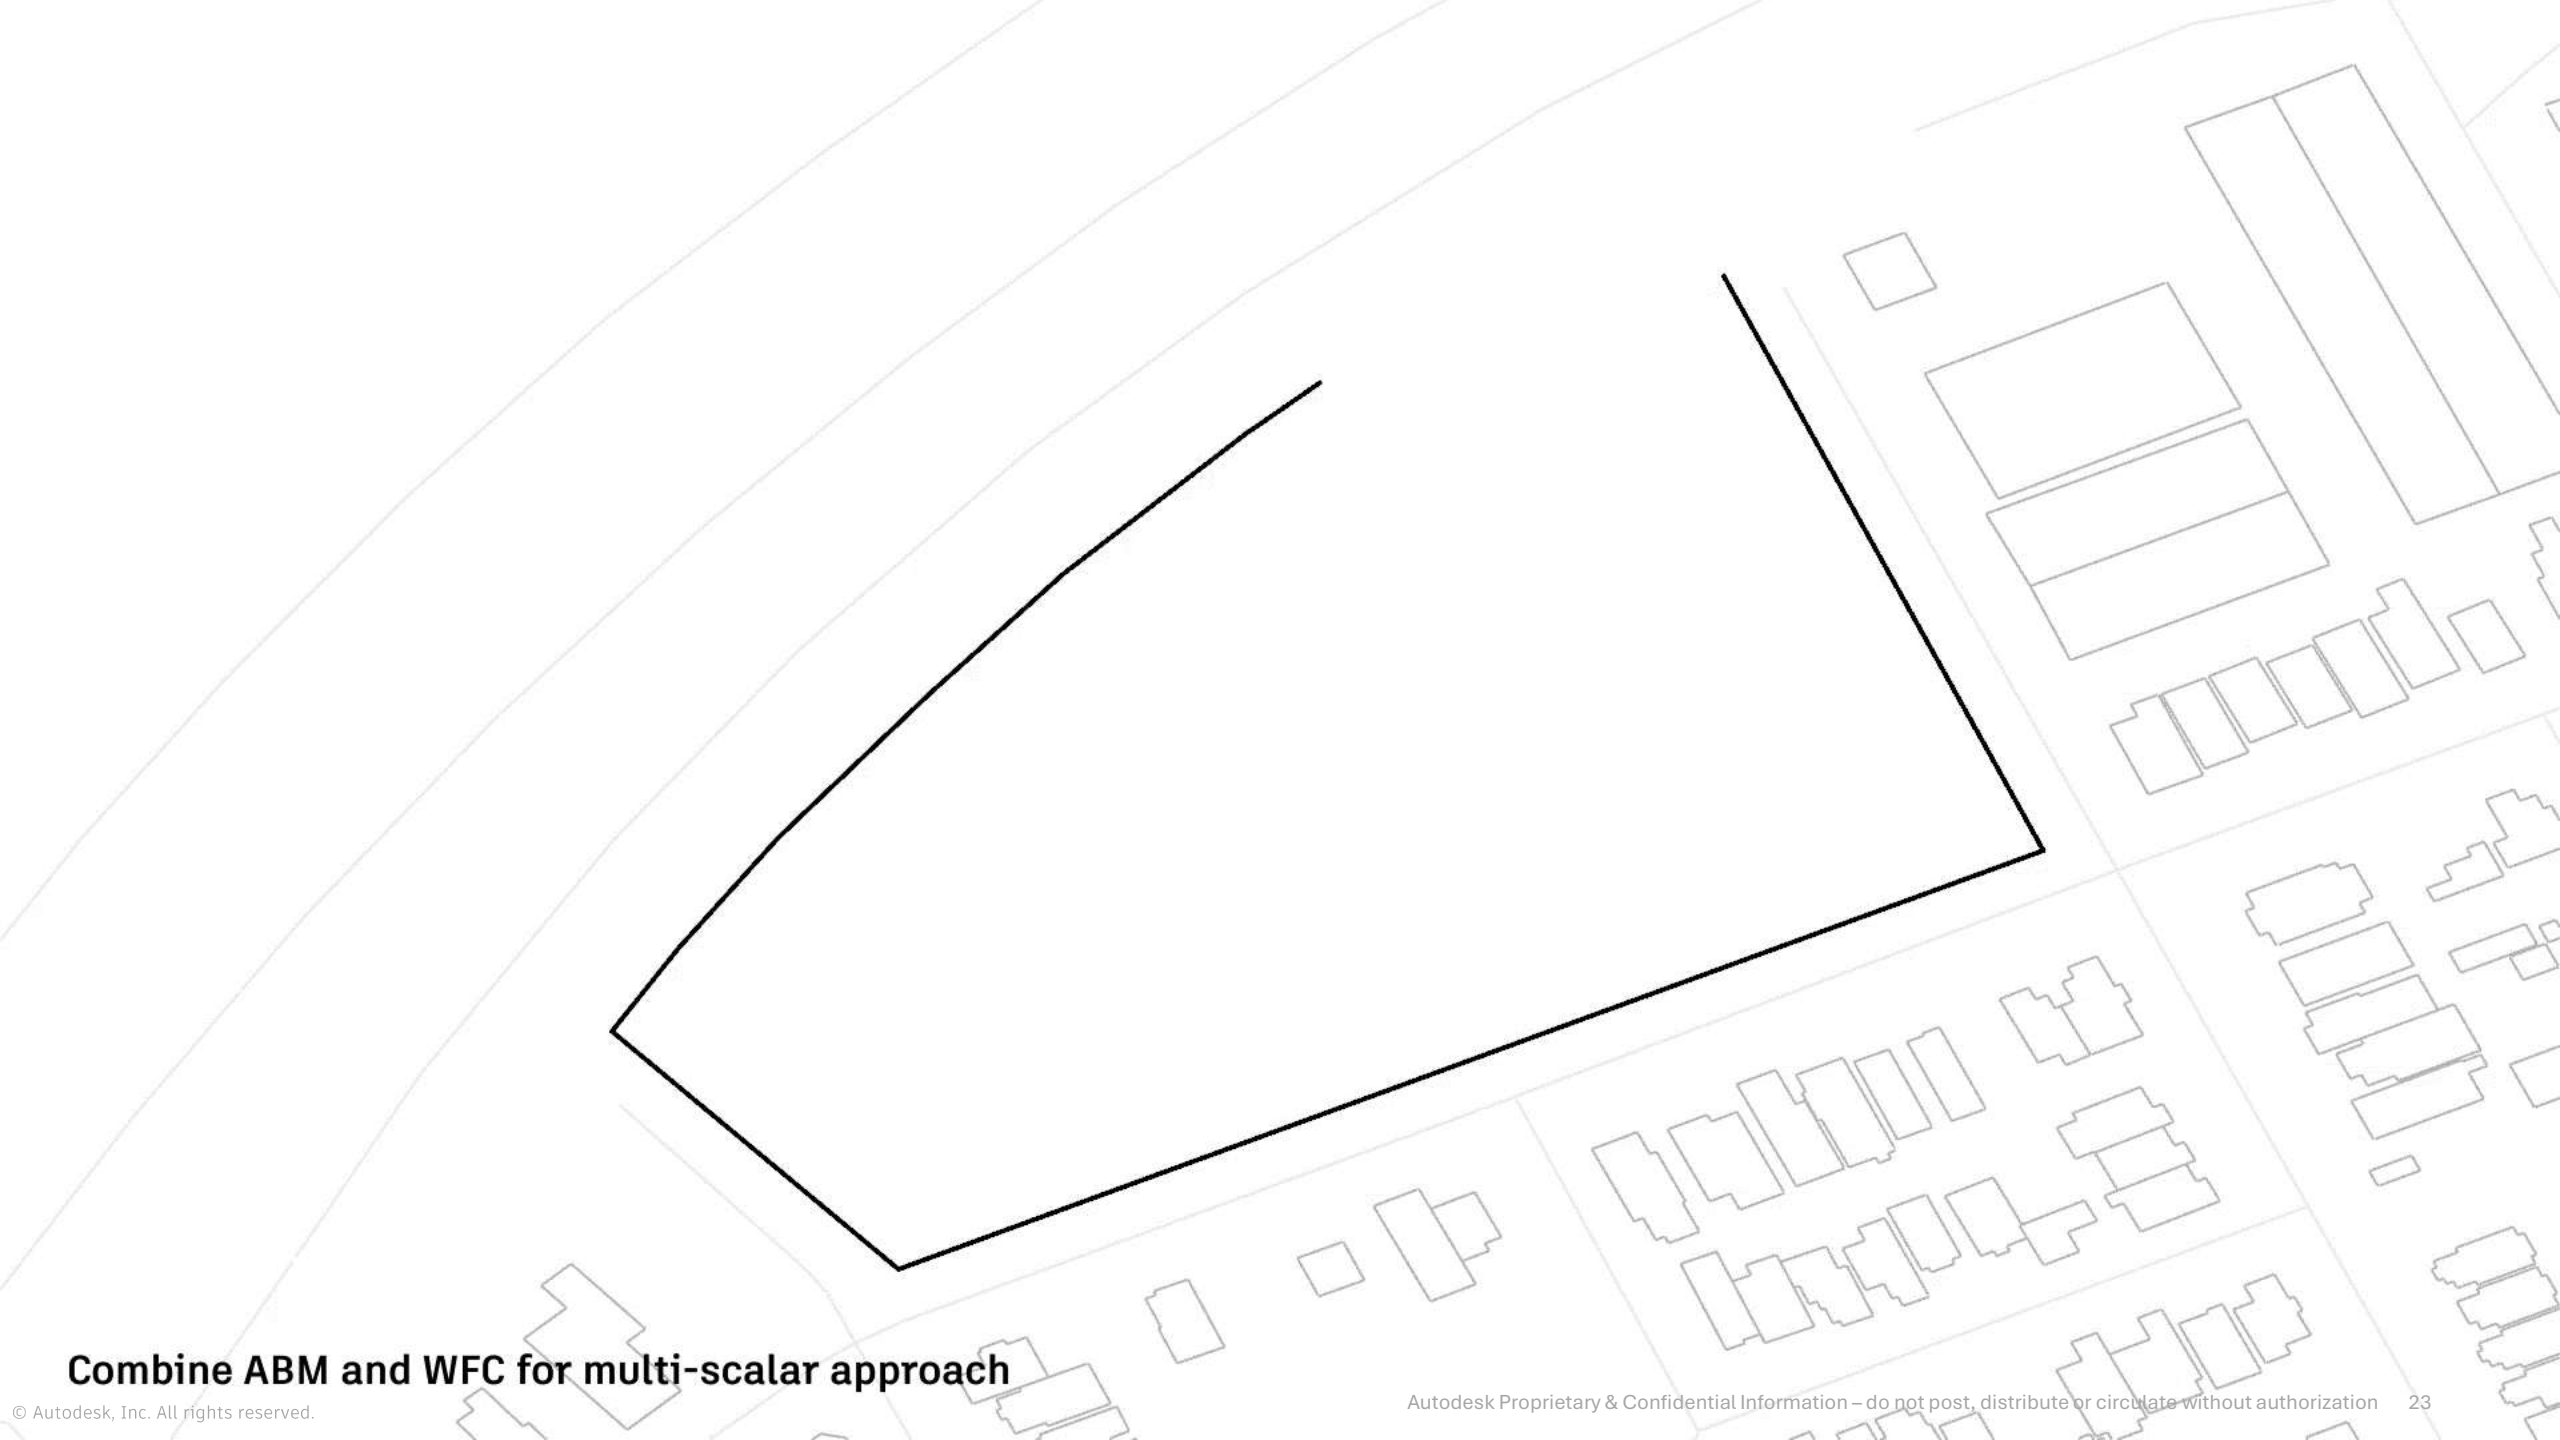 Combine ABM and WFC for multi-scalar approach
© Autodesk, Inc. All rights reserved.
Autodesk Proprietary & Confidential Information – do not post, distribute or circulate without authorization 23